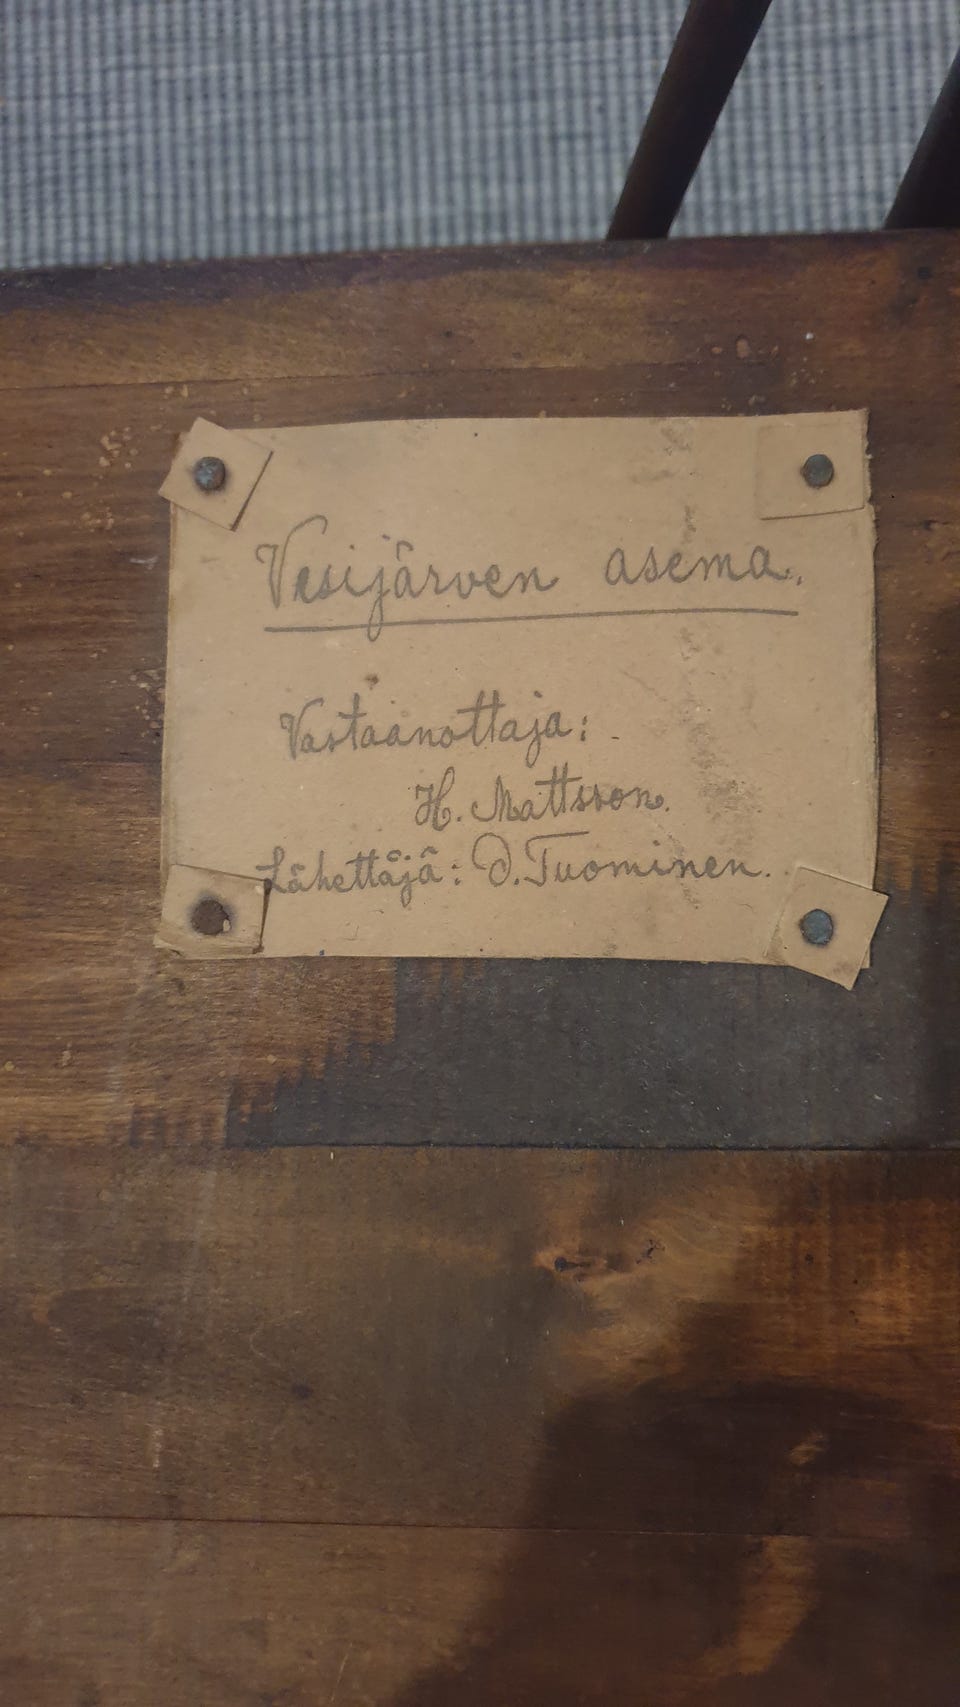 Vesijärven asema.
Vastaanottaja:
H. Mattsson.
Lähettäjä: O. Tuominen.